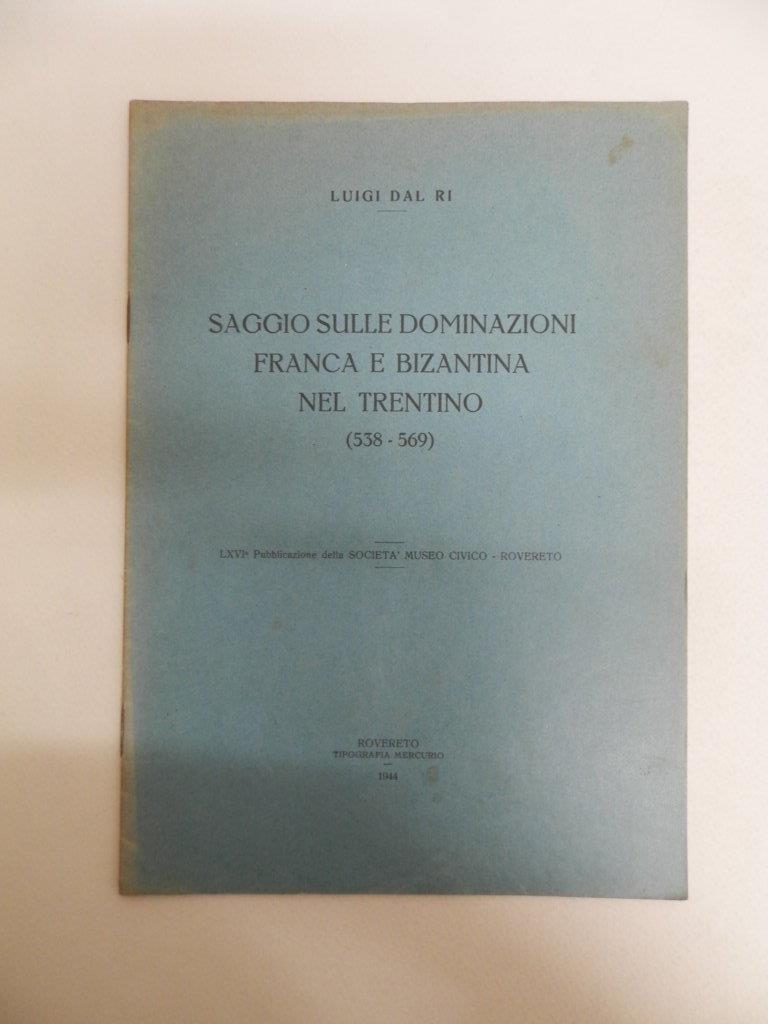 LUIGI DAL RI
SAGGIO SULLE DOMINAZIONI
FRANCA E BIZANTINA
NEL TRENTINO
(538 - 569)
LXVIª Pubblicazione della SOCIETA' MUSEO CIVICO - ROVERETO
ROVERETO
TIPOGRAFIA MERCURIO
1944